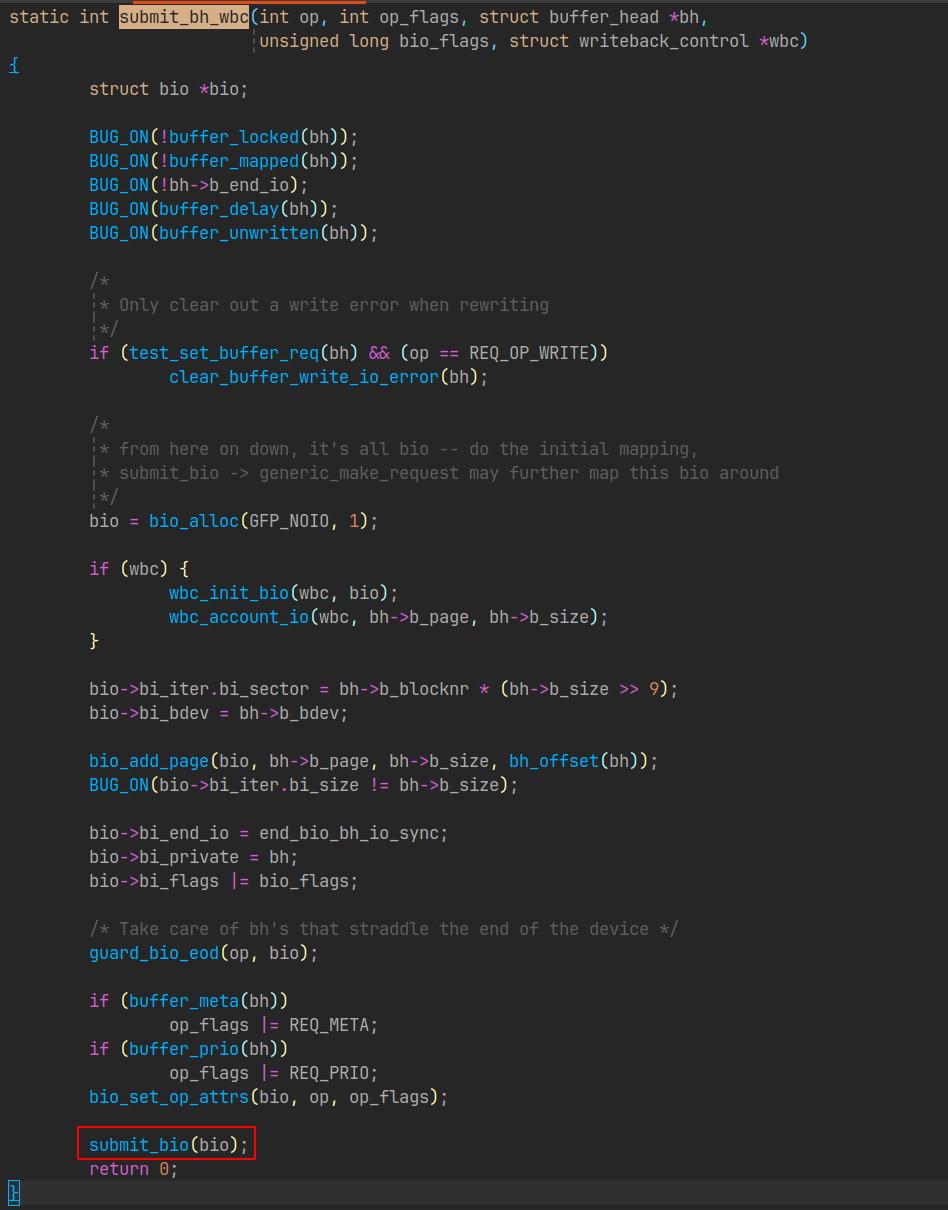 static int submit_bh_wbc(int op, int op_flags, struct buffer_head *bh,
                         unsigned long bio_flags, struct writeback_control *wbc)
{
        struct bio *bio;

        BUG_ON(!buffer_locked(bh));
        BUG_ON(!buffer_mapped(bh));
        BUG_ON(!bh->b_end_io);
        BUG_ON(buffer_delay(bh));
        BUG_ON(buffer_unwritten(bh));

        /*
         * Only clear out a write error when rewriting
         */
        if (test_set_buffer_req(bh) && (op == REQ_OP_WRITE))
                clear_buffer_write_io_error(bh);

        /*
         * from here on down, it's all bio -- do the initial mapping,
         * submit_bio -> generic_make_request may further map this bio around
         */
        bio = bio_alloc(GFP_NOIO, 1);

        if (wbc) {
                wbc_init_bio(wbc, bio);
                wbc_account_io(wbc, bh->b_page, bh->b_size);
        }

        bio->bi_iter.bi_sector = bh->b_blocknr * (bh->b_size >> 9);
        bio->bi_bdev = bh->b_bdev;

        bio_add_page(bio, bh->b_page, bh->b_size, bh_offset(bh));
        BUG_ON(bio->bi_iter.bi_size != bh->b_size);

        bio->bi_end_io = end_bio_bh_io_sync;
        bio->bi_private = bh;
        bio->bi_flags |= bio_flags;

        /* Take care of bh's that straddle the end of the device */
        guard_bio_eod(op, bio);

        if (buffer_meta(bh))
                op_flags |= REQ_META;
        if (buffer_prio(bh))
                op_flags |= REQ_PRIO;
        bio_set_op_attrs(bio, op, op_flags);

        submit_bio(bio);
        return 0;
}